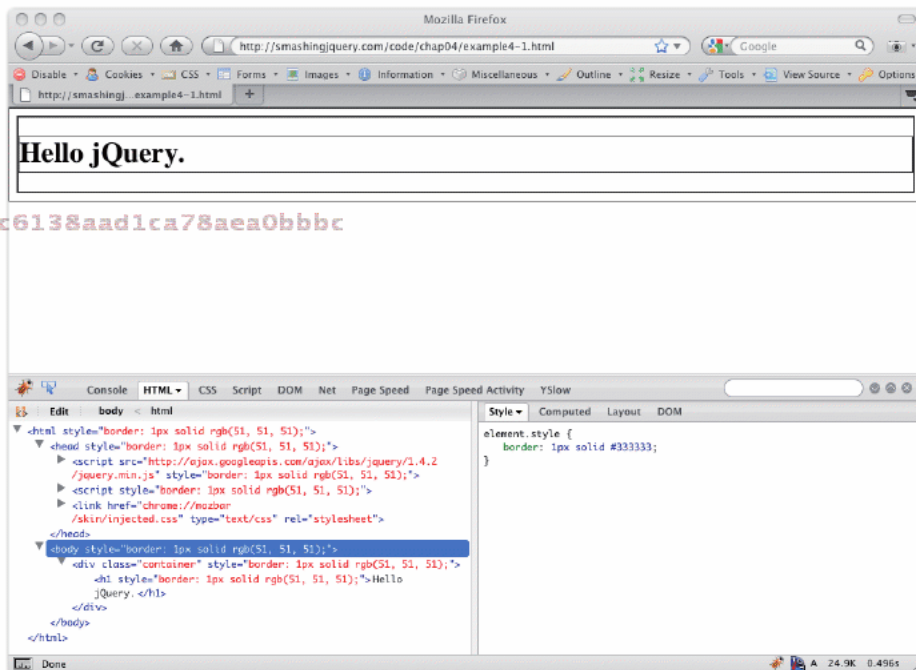 Mozilla Firefox
http://smashingjquery.com/code/chap04/example4-1.html
Google
Disable Cookies CSS Forms Images Information Miscellaneous Outline Resize Tools View Source Options
http://smashingj...example4-1.html +
Hello jQuery.
c6138aad1ca78aea0bbbc
Console HTML CSS Script DOM Net Page Speed Page Speed Activity YSlow
Edit body < html
Style Computed Layout DOM
<html style="border: 1px solid rgb(51, 51, 51);">
<head style="border: 1px solid rgb(51, 51, 51);">
<script src="http://ajax.googleapis.com/ajax/libs/jquery/1.4.2
/jquery.min.js" style="border: 1px solid rgb(51, 51, 51);">
<script style="border: 1px solid rgb(51, 51, 51);">
<link href="chrome://mozbar
/skin/injected.css" type="text/css" rel="stylesheet">
</head>
<body style="border: 1px solid rgb(51, 51, 51);">
<div class="container" style="border: 1px solid rgb(51, 51, 51);">
<h1 style="border: 1px solid rgb(51, 51, 51);">Hello
jQuery.</h1>
</div>
</body>
</html>
element.style {
border: 1px solid #333333;
}
Done
A 24.9K 0.496s